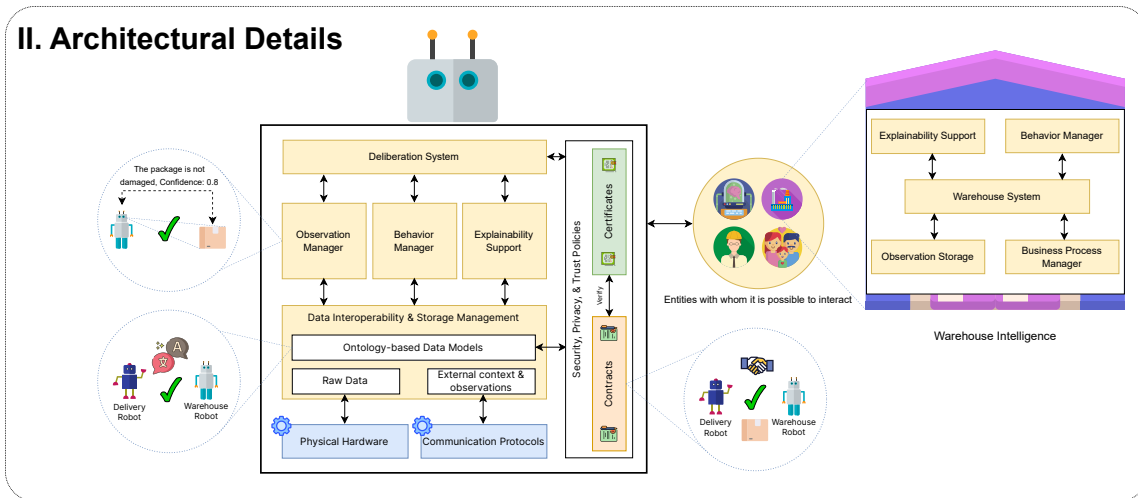 II. Architectural Details
The package is not
damaged, Confidence: 0.8
A
Delivery
Robot
Warehouse
Robot
Deliberation System
Observation
Manager
Behavior
Manager
Explainability
Support
Data Interoperability & Storage Management
Ontology-based Data Models
Raw Data
External context &
observations
Physical Hardware
Communication Protocols
Security, Privacy, & Trust Policies
Certificates
Verify
Contracts
Entities with whom it is possible to interact
Delivery
Robot
Warehouse
Robot
Explainability Support
Behavior Manager
Warehouse System
Observation Storage
Business Process
Manager
Warehouse Intelligence